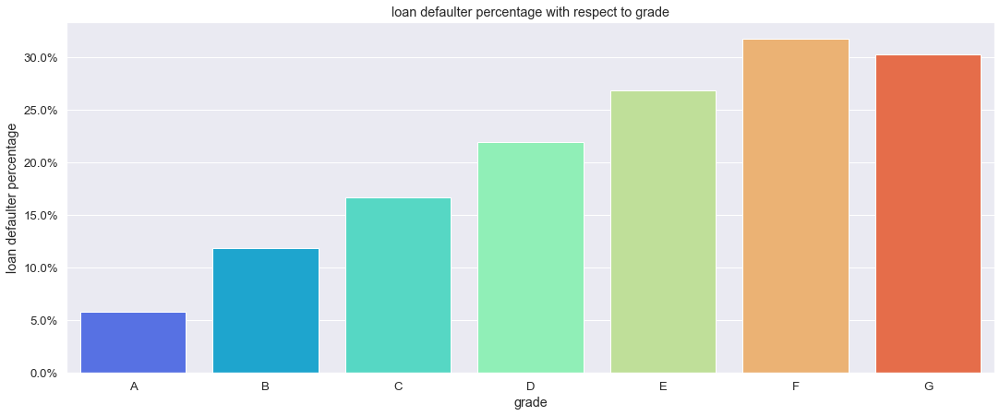 loan defaulter percentage with respect to grade
loan defaulter percentage
30.0%
25.0%
20.0%
15.0%
10.0%
5.0%
0.0%
A B C D E F G
grade